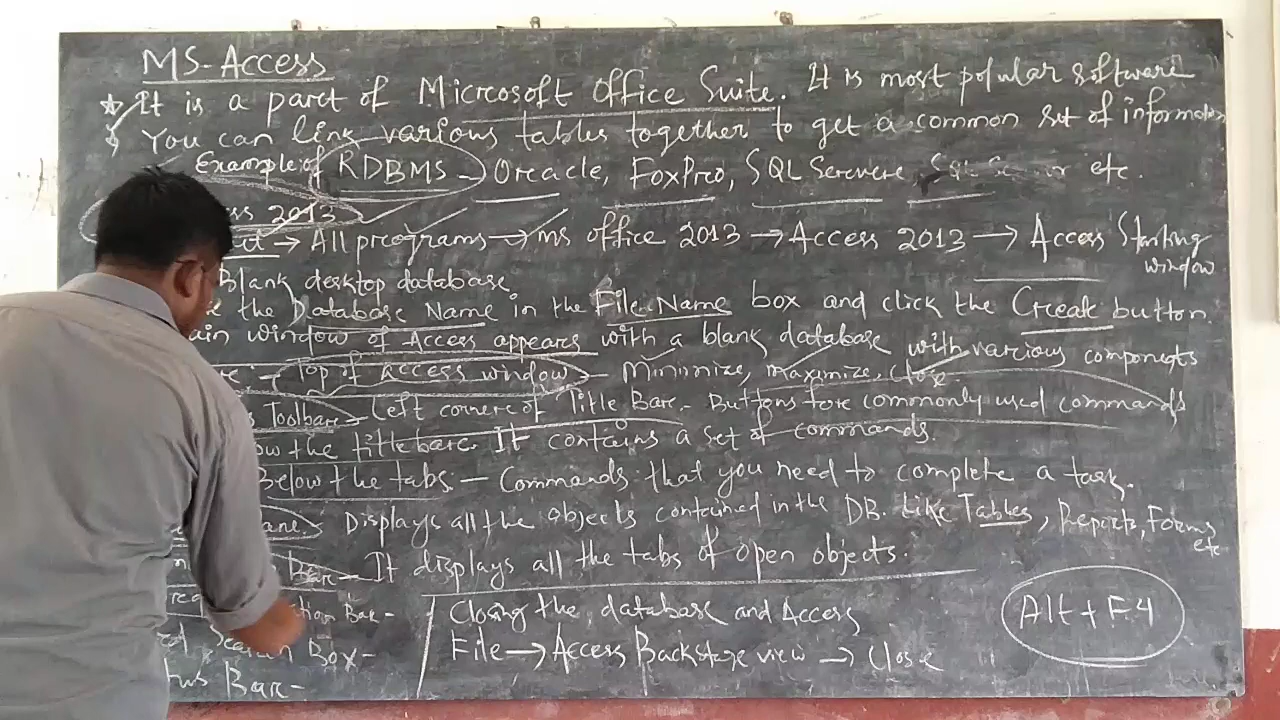 MS-Access
It is a part of Microsoft Office Suite. It is most popular software
You can link various tables together to get a common set of information
Example of RDBMS - Oracle, FoxPro, SQL Server, etc.
2013
→ All programs → ms office 2013 → Access 2013 → Access Starting window
Blank desktop database
the Database Name in the File Name box and click the Create button.
window of Access appears with a blank database with various components
- Top of access window - Minimize, Maximize, Close.
Toolbar - Left corner of Title Bar - Buttons for commonly used commands
the title bar. It contains a set of commands.
Below the tabs - Commands that you need to complete a task.
Displays all the objects contained in the DB. Like Tables, Reports, Forms etc
Bar - It displays all the tabs of open objects.
Bar -
Search Box -
Bar -
Closing the database and Access
File → Access Backstage view → Close
Alt + F4